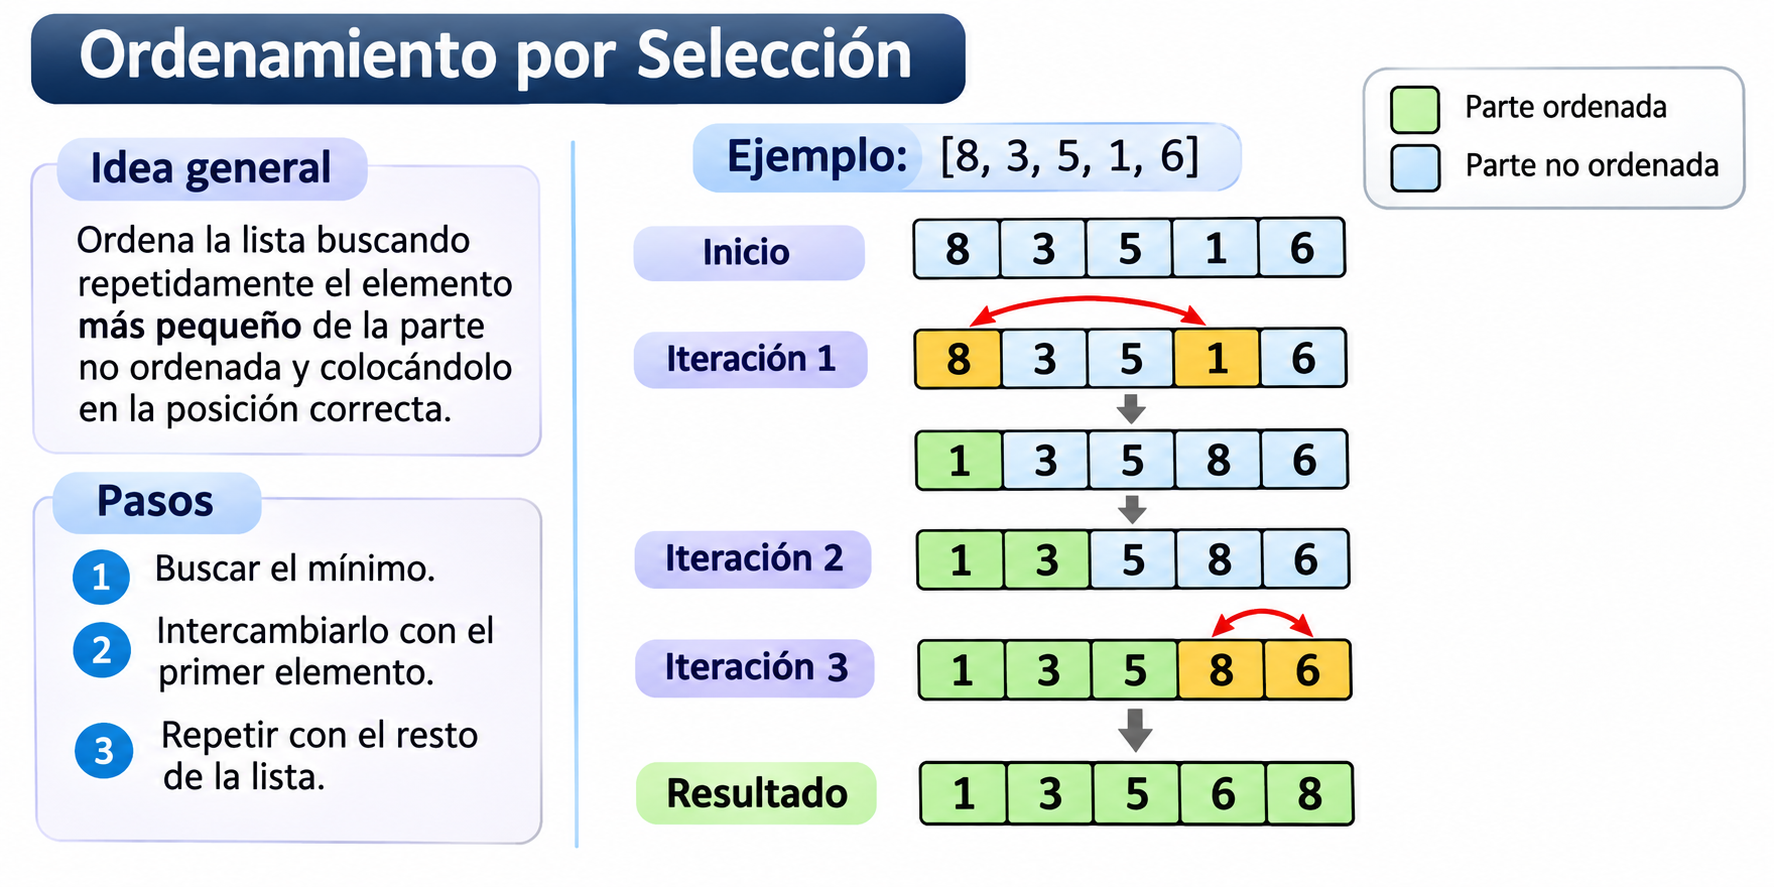 Ordenamiento por Selección
Idea general
Ordena la lista buscando
repetidamente el elemento
más pequeño de la parte
no ordenada y colocándolo
en la posición correcta.
Pasos
1 Buscar el mínimo.
2 Intercambiarlo con el
primer elemento.
3 Repetir con el resto
de la lista.
Ejemplo: [8, 3, 5, 1, 6]
Inicio 8 3 5 1 6
Iteración 1 8 3 5 1 6
1 3 5 8 6
Iteración 2 1 3 5 8 6
Iteración 3 1 3 5 8 6
Resultado 1 3 5 6 8
Parte ordenada
Parte no ordenada